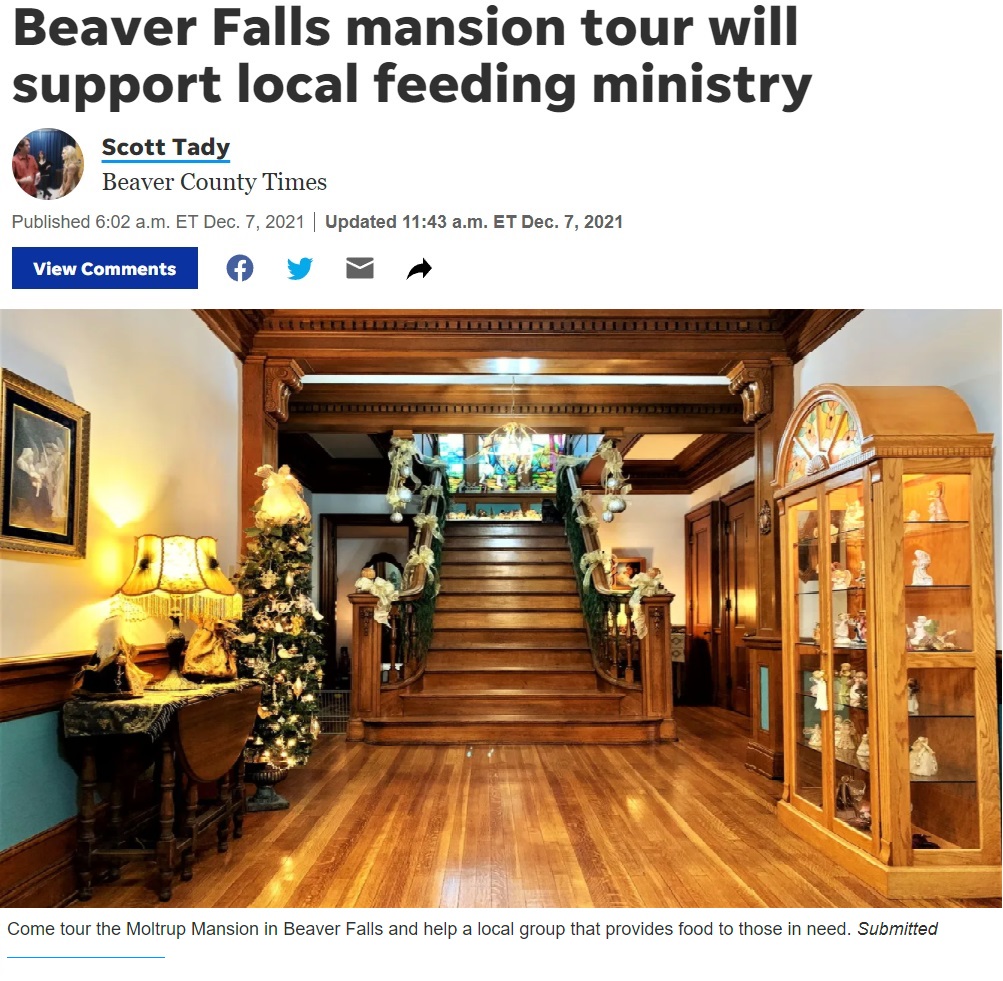 Beaver Falls mansion tour will
support local feeding ministry
Scott Tady
Beaver County Times
Published 6:02 a.m. ET Dec. 7, 2021 | Updated 11:43 a.m. ET Dec. 7, 2021
View Comments
Come tour the Moltrup Mansion in Beaver Falls and help a local group that provides food to those in need. Submitted